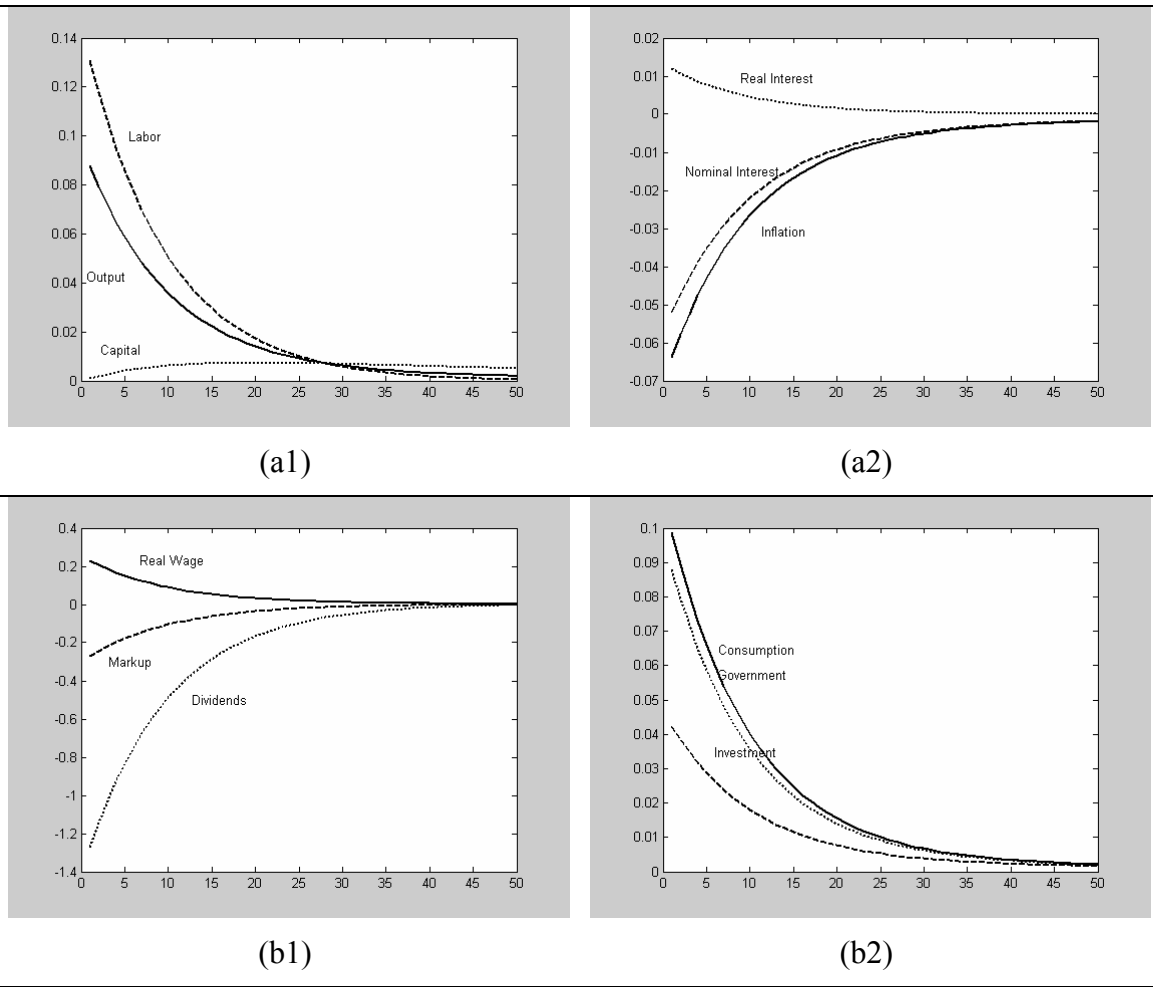 0.14
0.12
0.1
0.08
0.06
0.04
0.02
0
Labor
Output
Capital
0 5 10 15 20 25 30 35 40 45 50
(a1)
0.02
0.01
0
-0.01
-0.02
-0.03
-0.04
-0.05
-0.06
-0.07
Real Interest
Nominal Interest
Inflation
0 5 10 15 20 25 30 35 40 45 50
(a2)
0.4
0.2
0
-0.2
-0.4
-0.6
-0.8
-1
-1.2
-1.4
Real Wage
Markup
Dividends
0 5 10 15 20 25 30 35 40 45 50
(b1)
0.1
0.09
0.08
0.07
0.06
0.05
0.04
0.03
0.02
0.01
0
Consumption
Government
Investment
0 5 10 15 20 25 30 35 40 45 50
(b2)